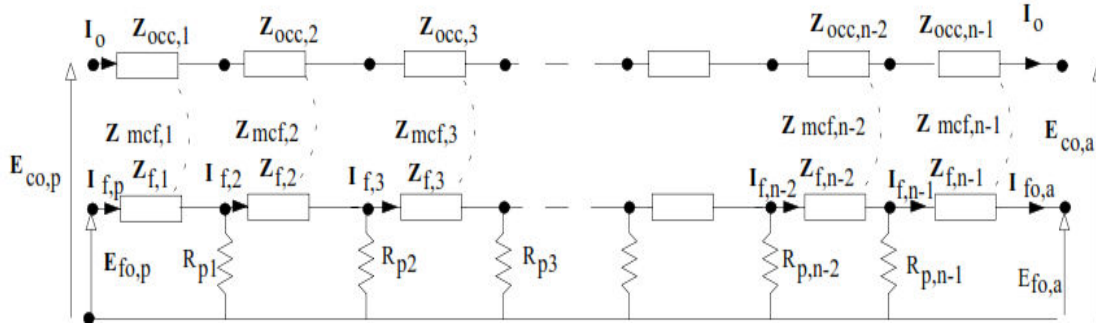 I o Z occ,1 Z occ,2 Z occ,3 Z occ,n-2 Z occ,n-1 I o
Z mcf,1 Z mcf,2 Z mcf,3 Z mcf,n-2 Z mcf,n-1
E co,p E co,a
I f,p Z f,1 I f,2 Z f,2 I f,3 Z f,3 I f,n-2 Z f,n-2 I f,n-1 Z f,n-1 I fo,a
E fo,p R p1 R p2 R p3 R p,n-2 R p,n-1 E fo,a